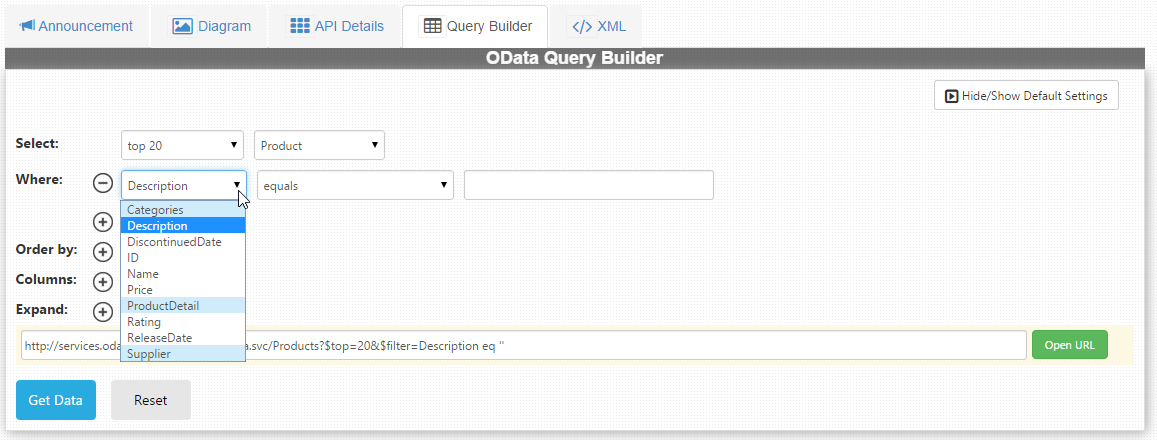 Announcement Diagram API Details Query Builder </> XML
OData Query Builder
Hide/Show Default Settings
Select: top 20 Product
Where: Description equals
Categories
Description
DiscontinuedDate
Order by:
ID
Name
Columns:
Price
Expand: ProductDetail
Rating
ReleaseDate
http://services.oda a.svc/Products?$top=20&$filter=Description eq '' Open URL
Supplier
Get Data Reset